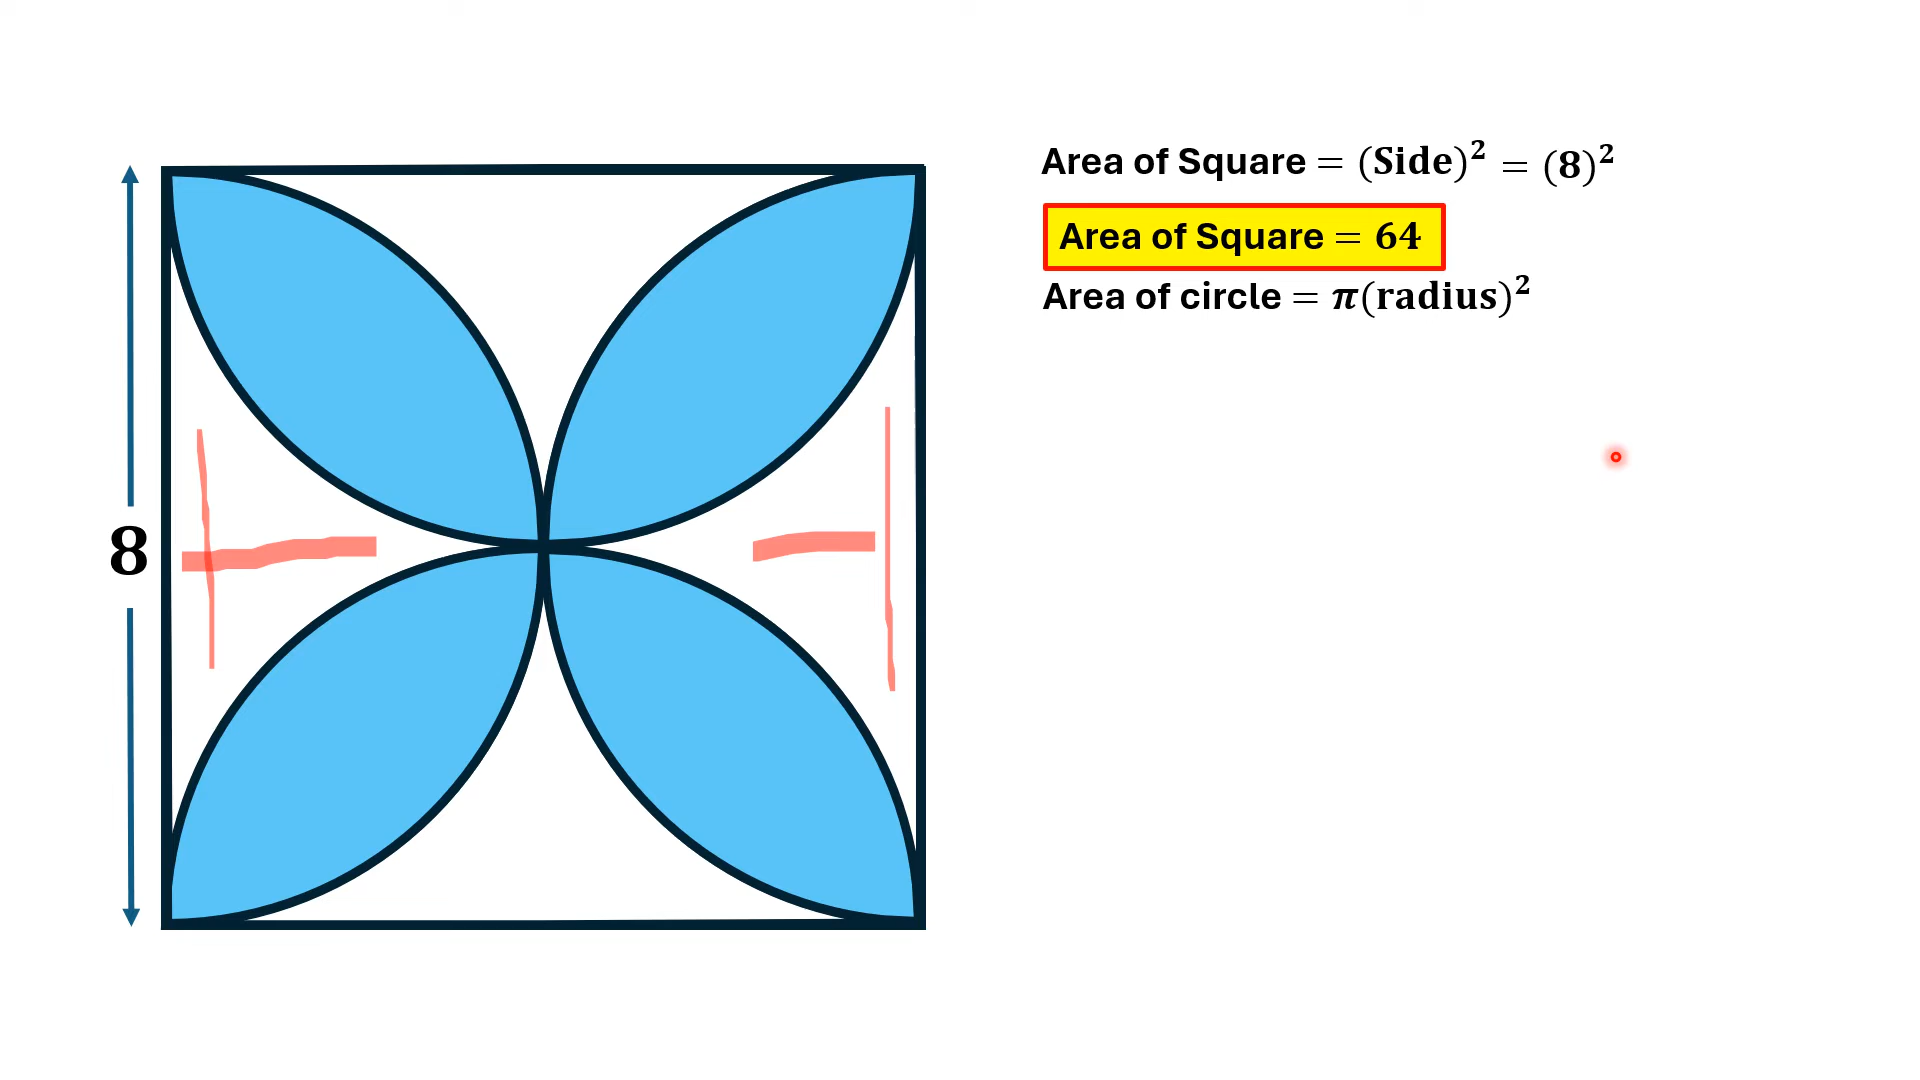 8
Area of Square = (Side)² = (8)²
Area of Square = 64
Area of circle = π(radius)²